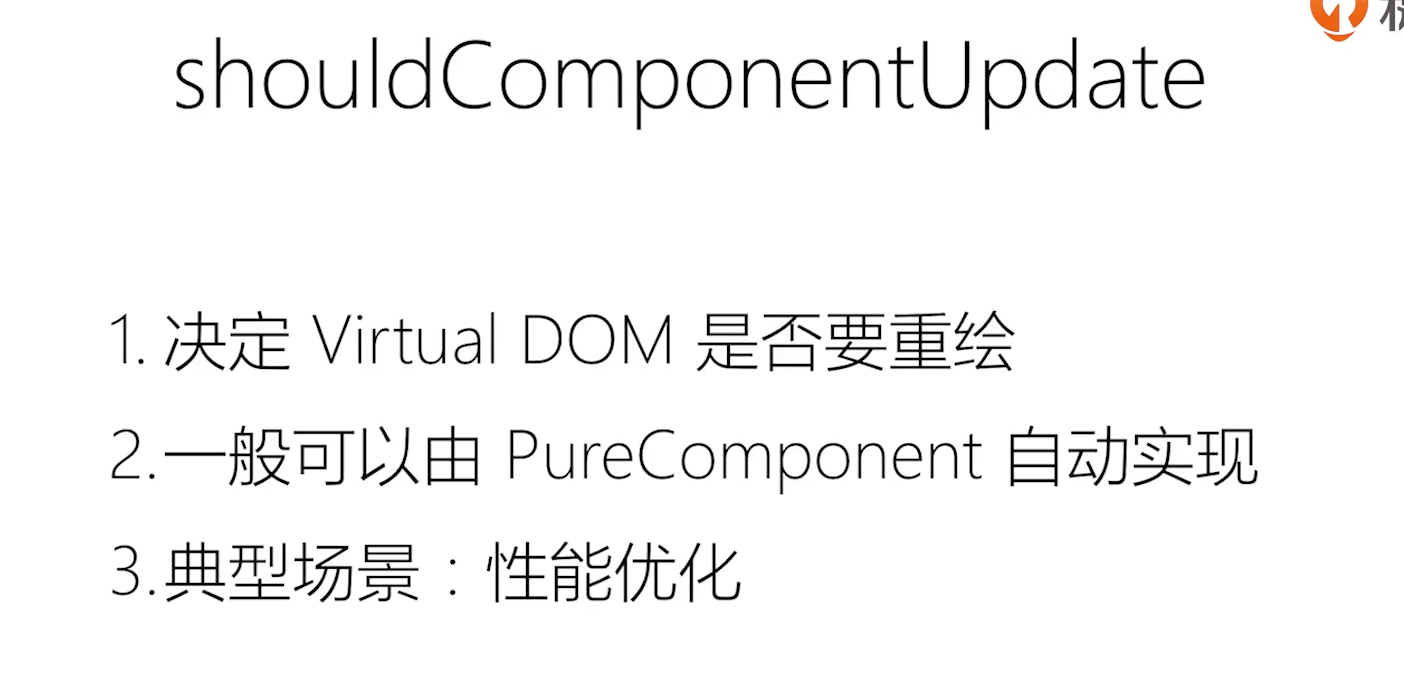 shouldComponentUpdate
1. 决定 Virtual DOM 是否要重绘
2. 一般可以由 PureComponent 自动实现
3. 典型场景：性能优化